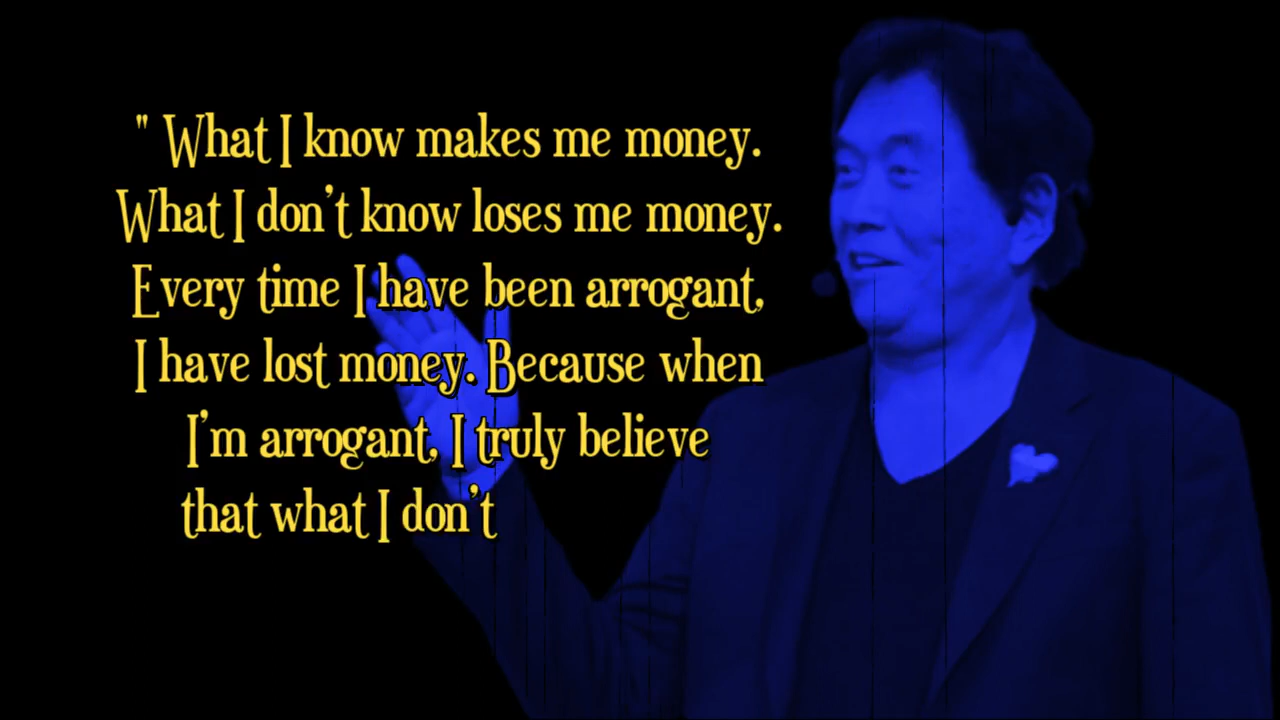 " What I know makes me money.
What I don't know loses me money.
Every time I have been arrogant,
I have lost money. Because when
I'm arrogant, I truly believe
that what I don't